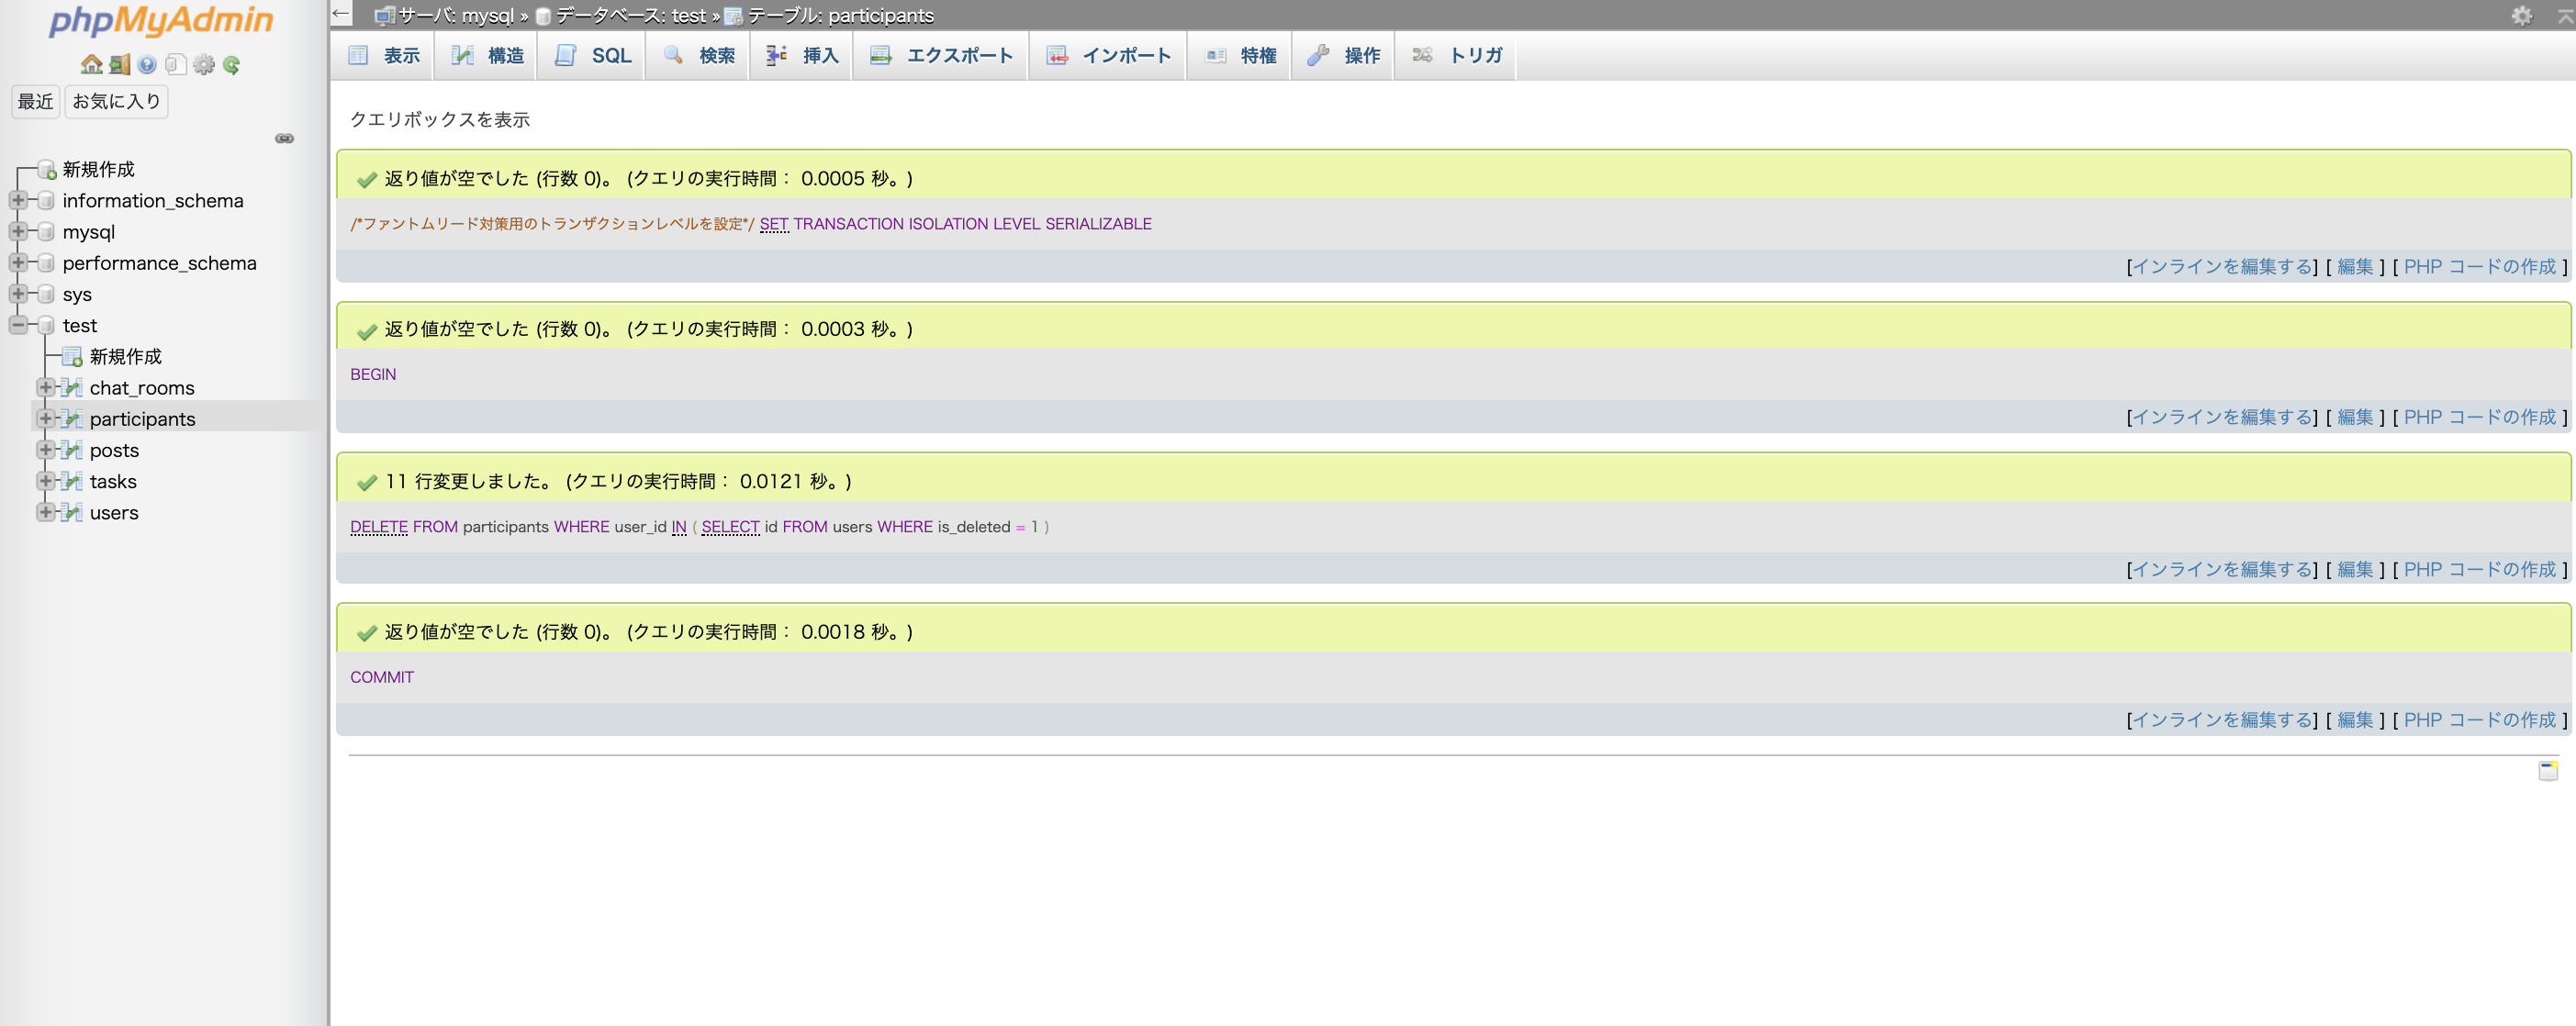 phpMyAdmin
最近 お気に入り
新規作成
information_schema
mysql
performance_schema
sys
test
新規作成
chat_rooms
participants
posts
tasks
users
← サーバ: mysql » データベース: test » テーブル: participants
表示 構造 SQL 検索 挿入 エクスポート インポート 特権 操作 トリガ
クエリボックスを表示
返り値が空でした (行数 0)。 (クエリの実行時間： 0.0005 秒。)
/*ファントムリード対策用のトランザクションレベルを設定*/ SET TRANSACTION ISOLATION LEVEL SERIALIZABLE
[インラインを編集する] [ 編集 ] [ PHP コードの作成 ]
返り値が空でした (行数 0)。 (クエリの実行時間： 0.0003 秒。)
BEGIN
[インラインを編集する] [ 編集 ] [ PHP コードの作成 ]
11 行変更しました。 (クエリの実行時間： 0.0121 秒。)
DELETE FROM participants WHERE user_id IN ( SELECT id FROM users WHERE is_deleted = 1 )
[インラインを編集する] [ 編集 ] [ PHP コードの作成 ]
返り値が空でした (行数 0)。 (クエリの実行時間： 0.0018 秒。)
COMMIT
[インラインを編集する] [ 編集 ] [ PHP コードの作成 ]